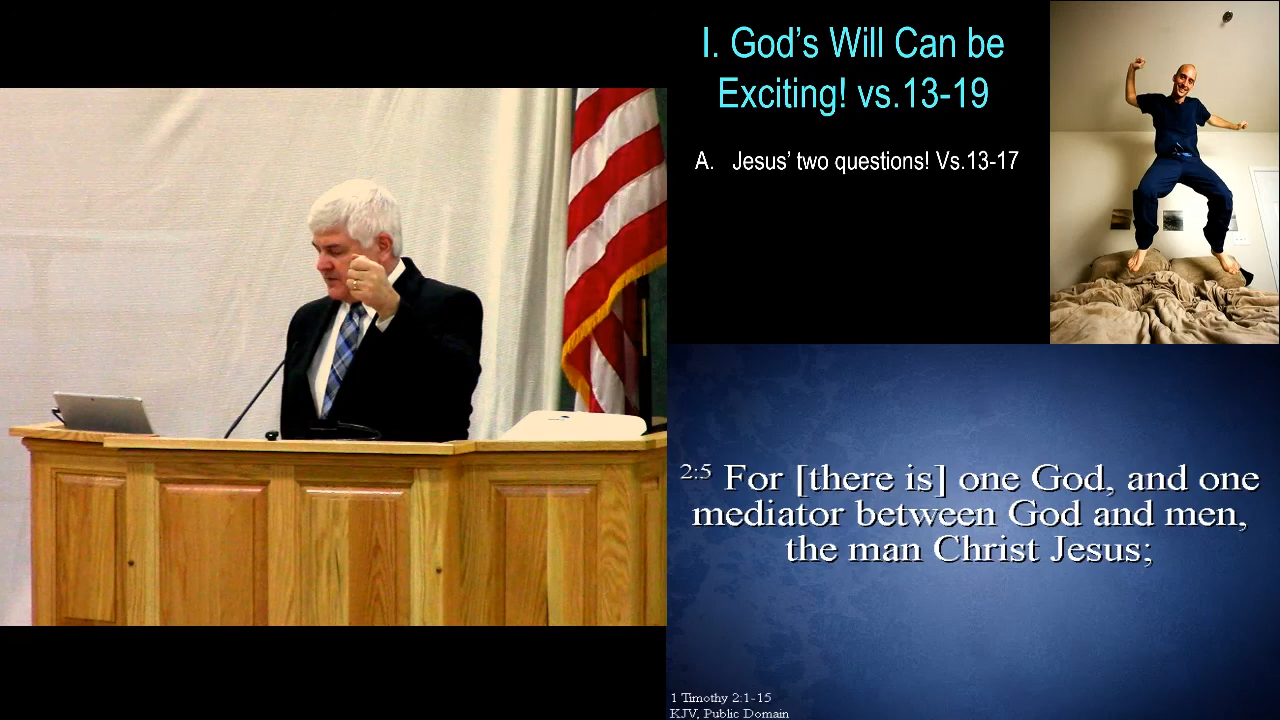 I. God's Will Can be
Exciting! vs.13-19
A. Jesus' two questions! Vs.13-17
2:5 For [there is] one God, and one
mediator between God and men,
the man Christ Jesus;
1 Timothy 2:1-15
KJV, Public Domain